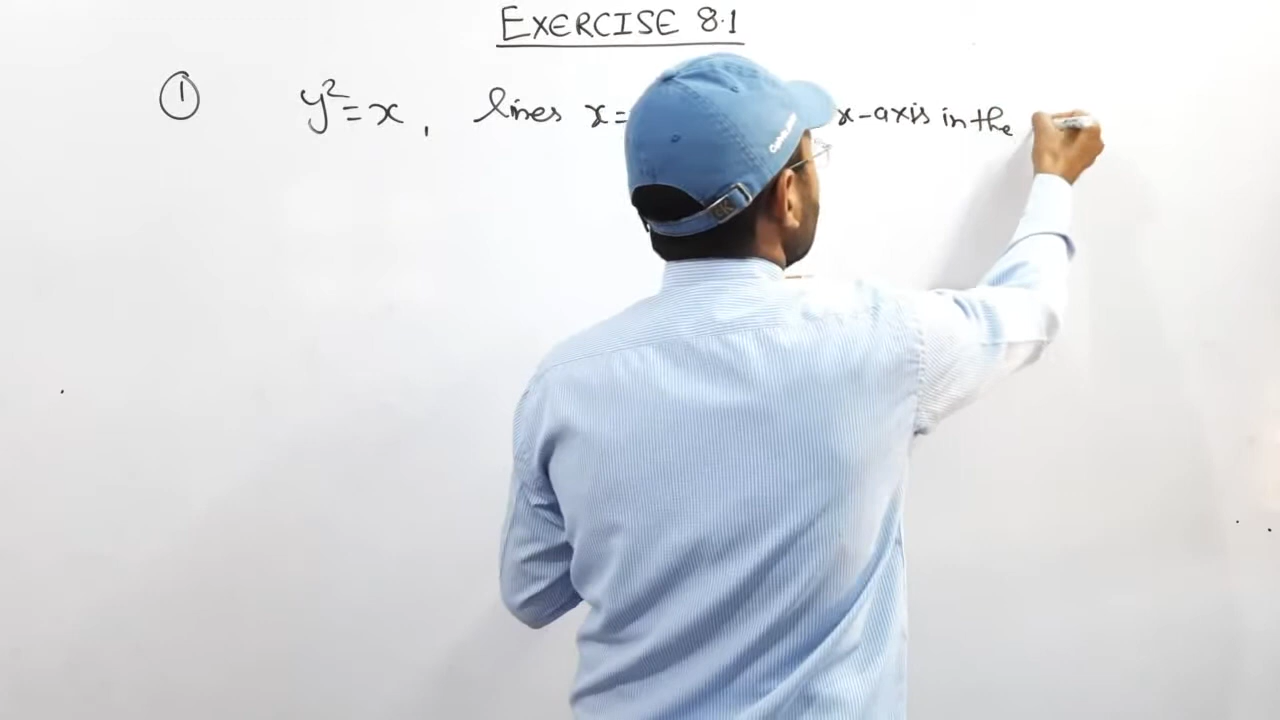 EXERCISE 8.1
① y²=x, lines x= x-axis in the